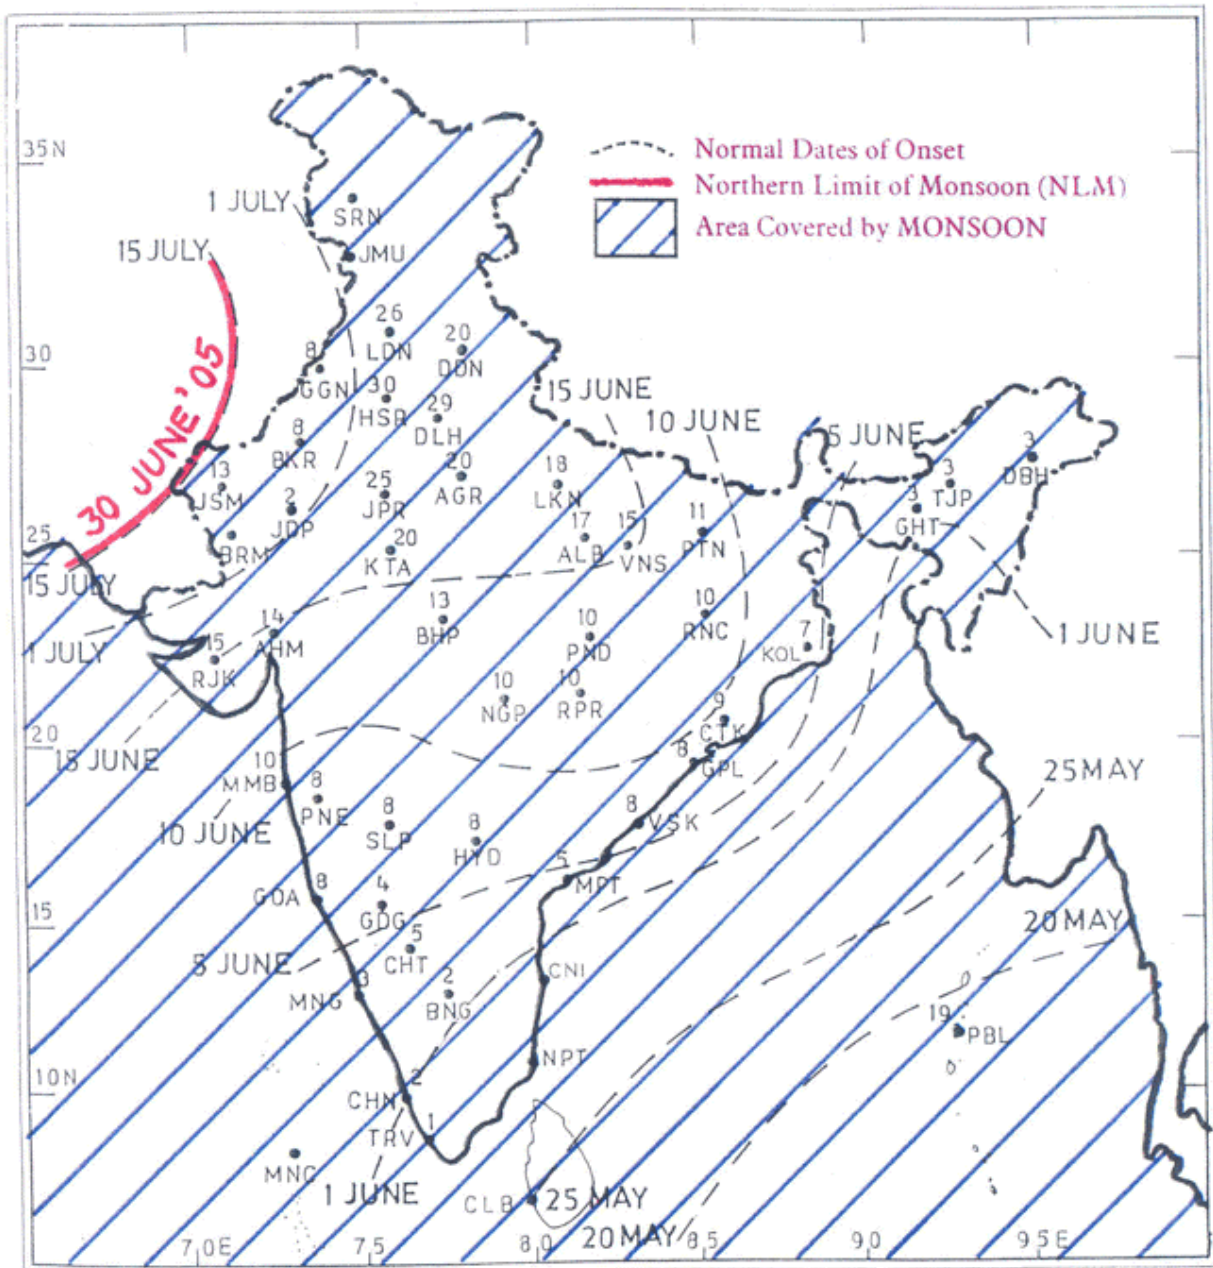 Normal Dates of Onset
Northern Limit of Monsoon (NLM)
Area Covered by MONSOON
35N
1 JULY
SRN
15 JULY
JMU
26
LDN
20
DDN
30
8
GGN
30
HSR
15 JUNE
10 JUNE
29
DLH
5 JUNE
30 JUNE '05
8
BKR
13
JSM
25
JPR
20
AGR
18
LKN
3
DBH
3
TJP
3
GHT
2
JDP
BRM
20
KTA
17
ALB
15
VNS
11
PTN
25
15 JULY
1 JULY
14
AHM
15
RJK
13
BHP
10
PND
10
RNC
7
KOL
1 JUNE
10
NGP
10
RPR
9
CTK
20
15 JUNE
8
GPL
25 MAY
10
MMB
8
PNE
10 JUNE
8
SLP
8
HYD
8
VSK
5
MPT
15
GOA
8
4
GDG
5
CHT
20 MAY
5 JUNE
MNG
3
2
BNG
CNI
19
PBL
10N
NPT
CHN
2
TRV
1
MNC
1 JUNE
CLB
25 MAY
20 MAY
70E
75
80
85
90
95E